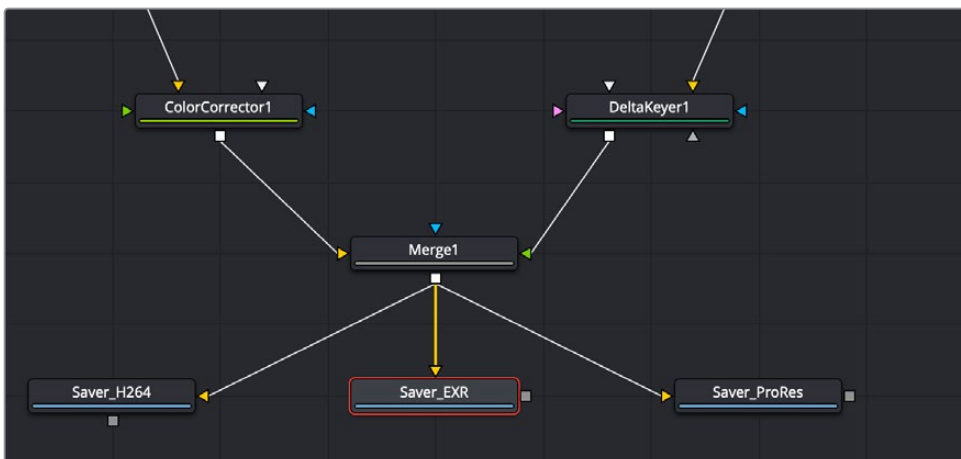 ColorCorrector1
DeltaKeyer1
Merge1
Saver_H264
Saver_EXR
Saver_ProRes